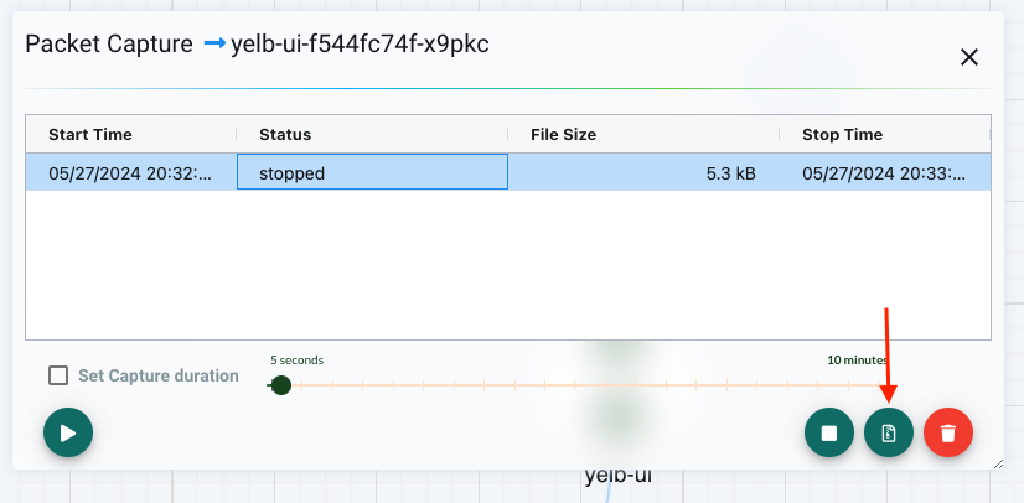 Packet Capture yelb-ui-f544fc74f-x9pkc
Start Time Status File Size Stop Time
05/27/2024 20:32:... stopped 5.3 kB 05/27/2024 20:33:...
5 seconds 10 minutes
Set Capture duration
yelb-ui